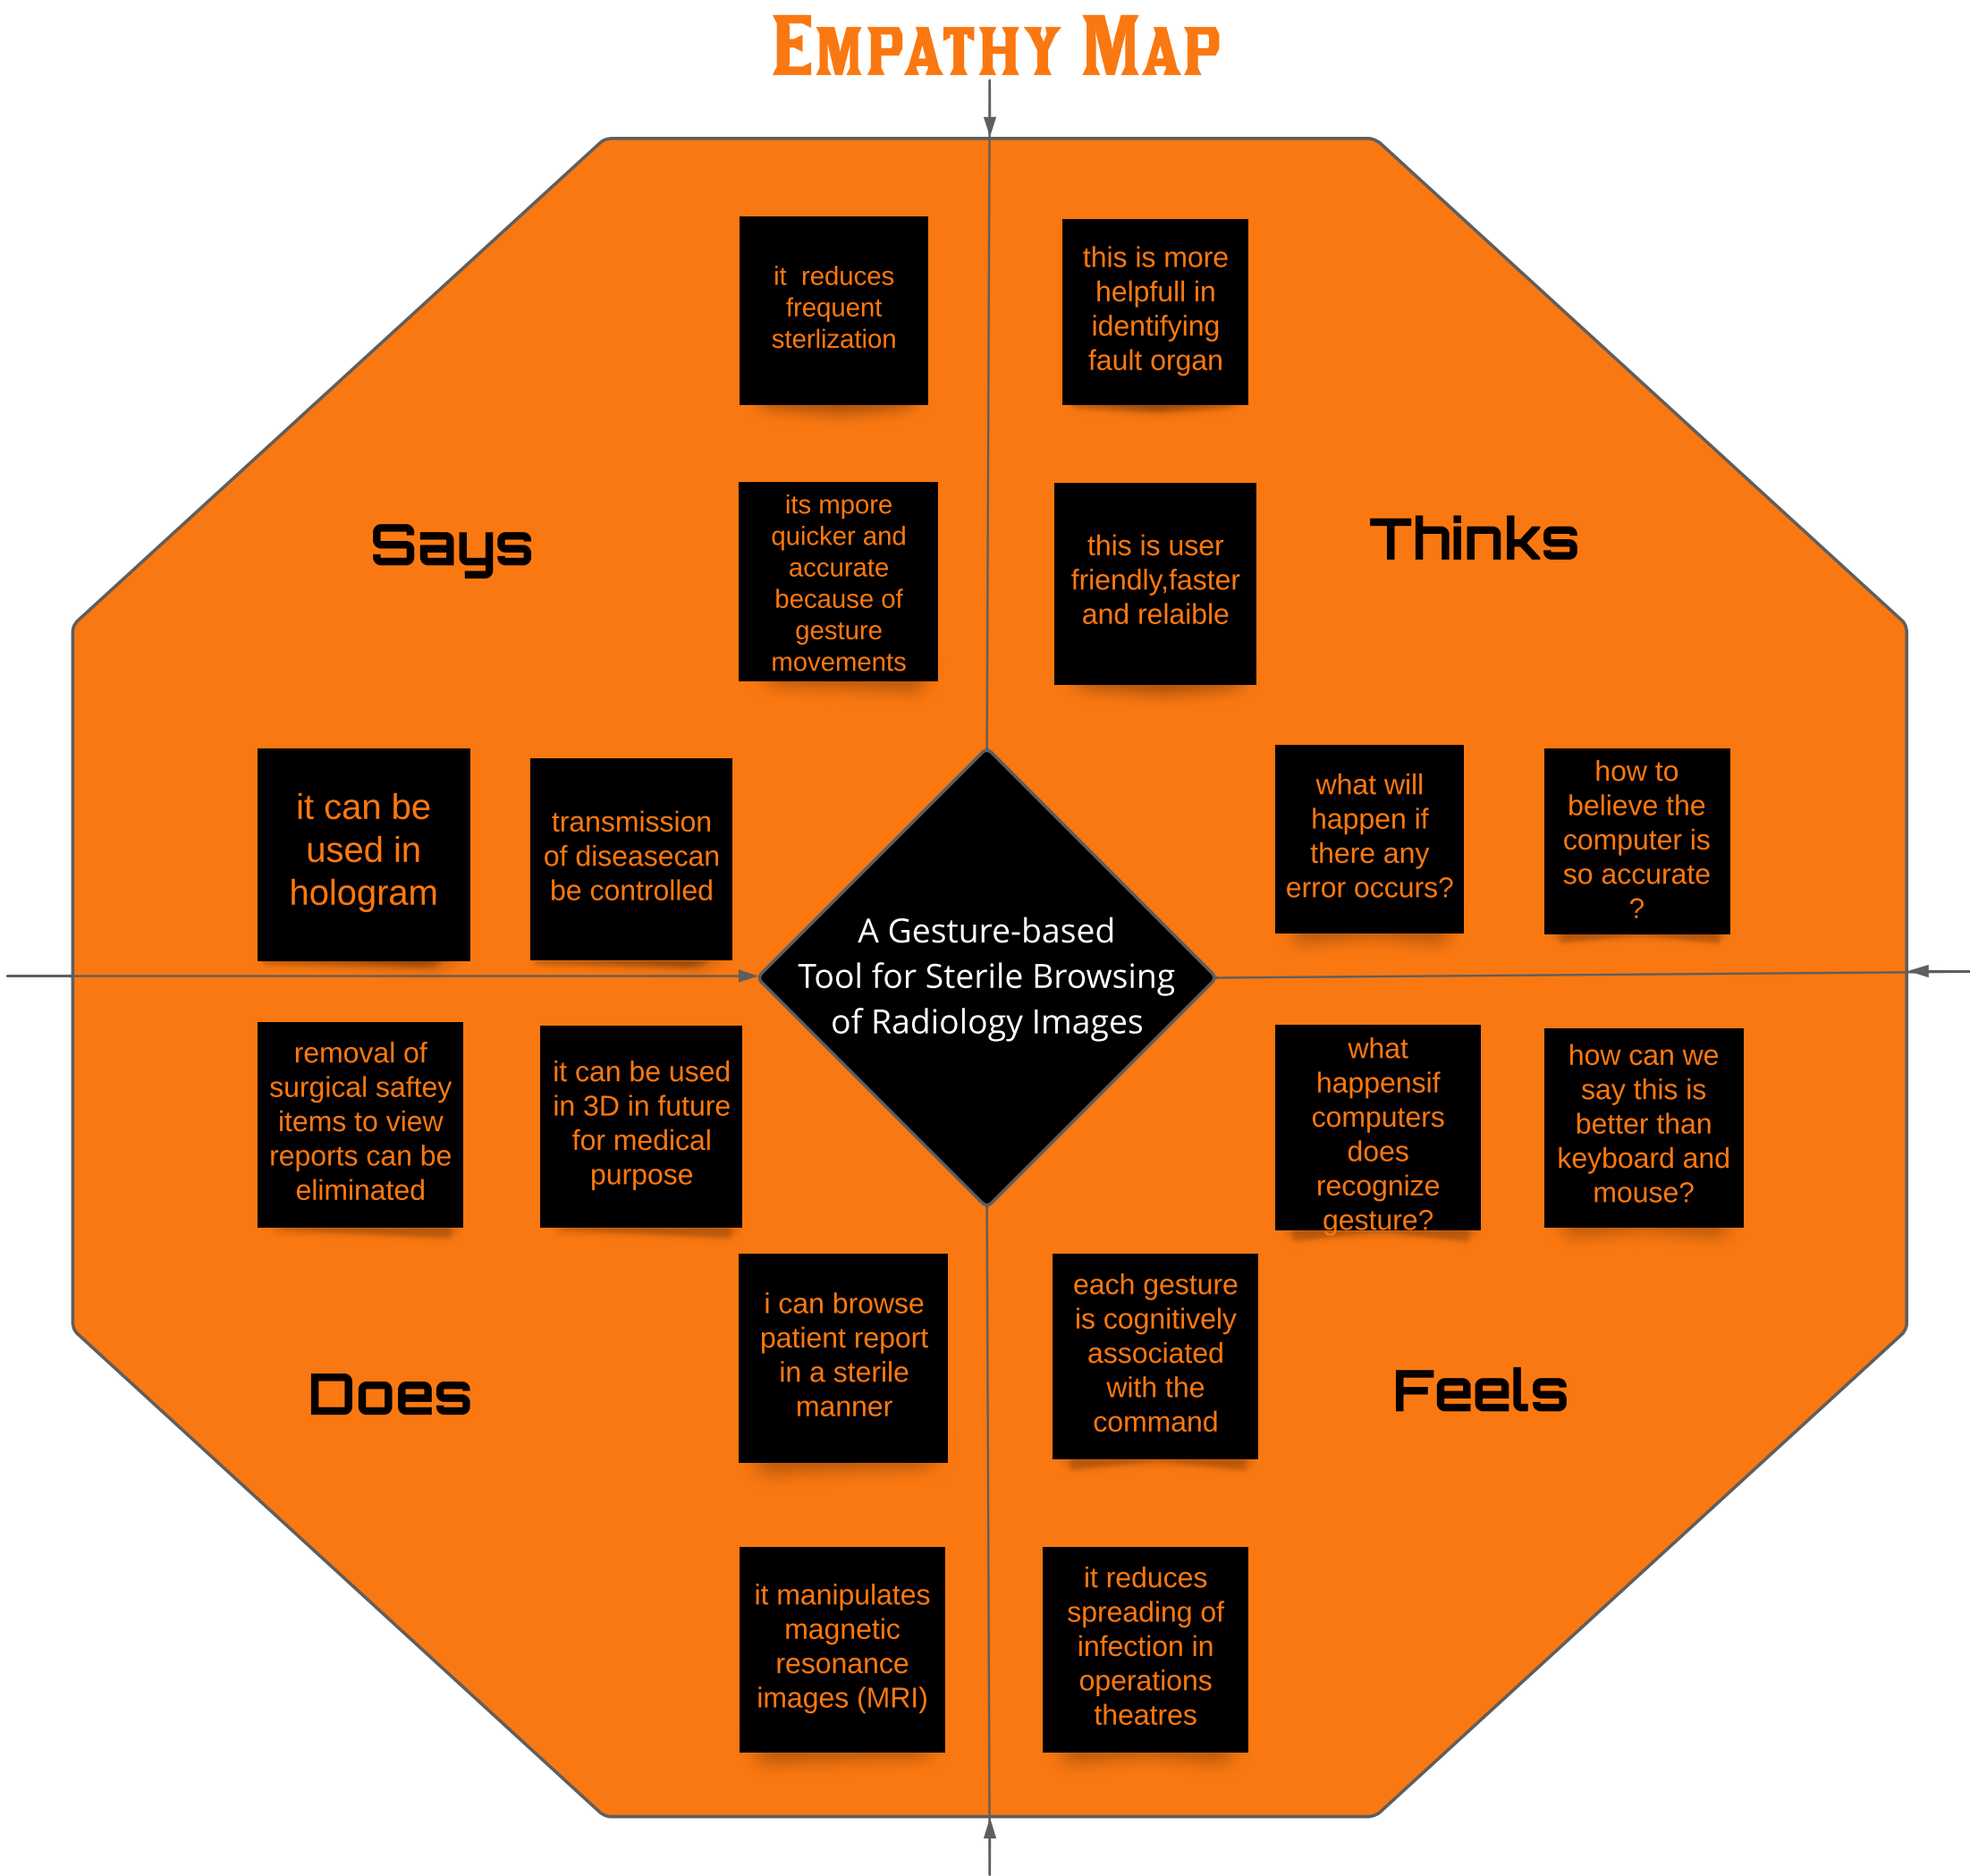 Empathy Map
it  reduces
frequent
sterlization
its mpore
quicker and
accurate
because of
gesture
movements
Says
it can be
used in
hologram
transmission
of diseasecan
be controlled
this is more
helpfull in
identifying
fault organ
this is user
friendly,faster
and relaible
Thinks
what will
happen if
there any
error occurs?
how to
believe the
computer is
so accurate
?
A Gesture-based
Tool for Sterile Browsing
of Radiology Images
removal of
surgical saftey
items to view
reports can be
eliminated
it can be used
in 3D in future
for medical
purpose
Does
i can browse
patient report
in a sterile
manner
it manipulates
magnetic
resonance
images (MRI)
what
happensif
computers
does
recognize
gesture?
how can we
say this is
better than
keyboard and
mouse?
each gesture
is cognitively
associated
with the
command
Feels
it reduces
spreading of
infection in
operations
theatres